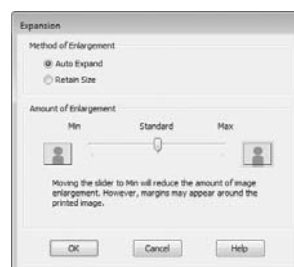 Expansion
Method of Enlargement
Auto Expand
Retain Size
Amount of Enlargement
Min Standard Max
Moving the slider to Min will reduce the amount of image
enlargement. However, margins may appear around the
printed image.
OK Cancel Help